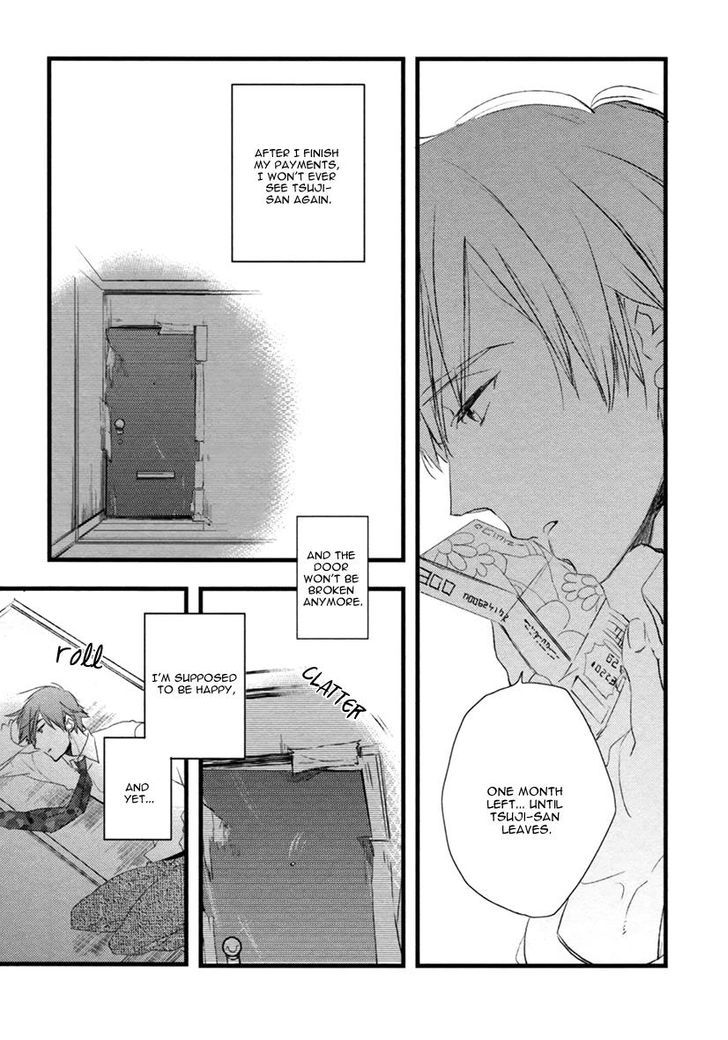 ONE MONTH
LEFT... UNTIL
TSUJI-SAN
LEAVES.
AFTER I FINISH
MY PAYMENTS,
I WON'T EVER
SEE TSUJI-
SAN AGAIN.
AND THE
DOOR
WON'T BE
BROKEN
ANYMORE.
CLATTER
I'M SUPPOSED
TO BE HAPPY,
AND
YET...
roll